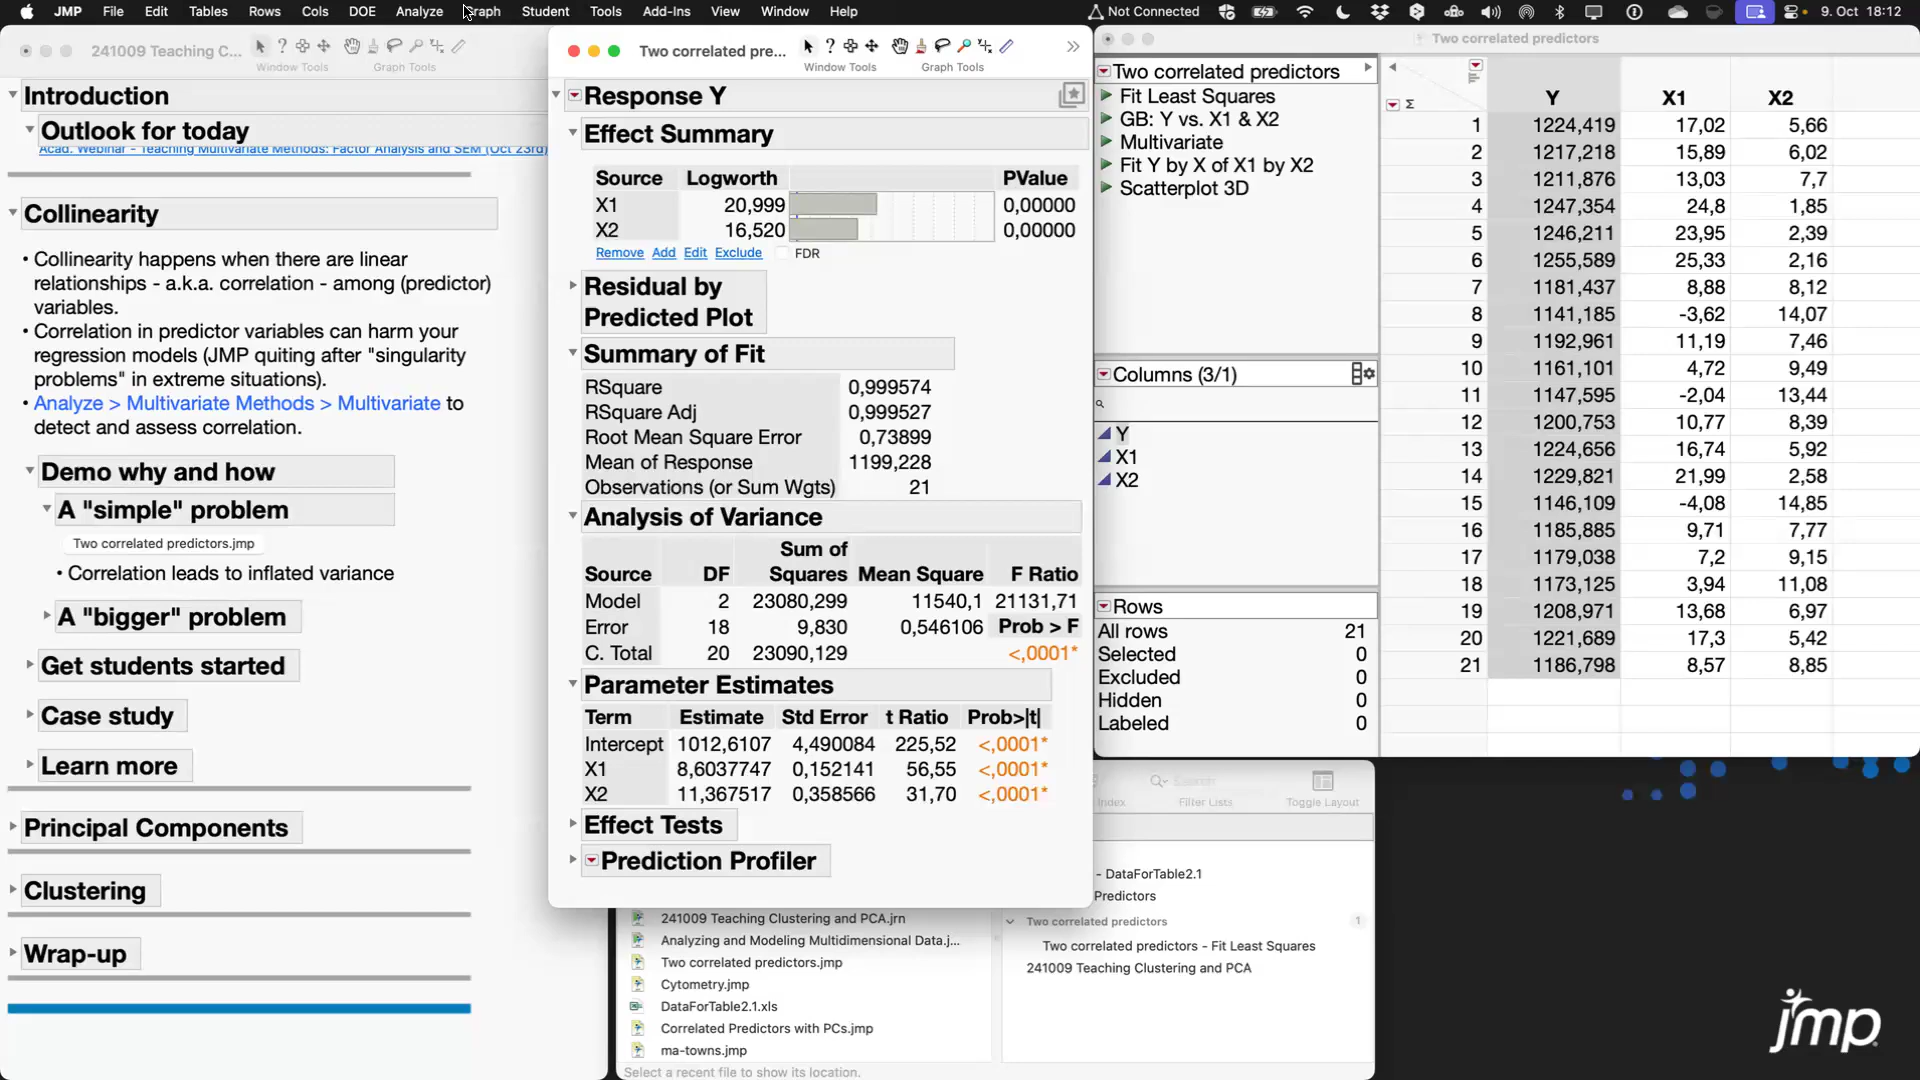 JMP File Edit Tables Rows Cols DOE Analyze Graph Student Tools Add-Ins View Window Help
Not Connected
9. Oct 18:12
241009 Teaching C...
Window Tools
Graph Tools
Introduction
Outlook for today
Acad. Webinar - Teaching Multivariate Methods: Factor Analysis and SEM (Oct 23rd)
Collinearity
• Collinearity happens when there are linear
relationships - a.k.a. correlation - among (predictor)
variables.
• Correlation in predictor variables can harm your
regression models (JMP quiting after "singularity
problems" in extreme situations).
• Analyze > Multivariate Methods > Multivariate to
detect and assess correlation.
Demo why and how
A "simple" problem
Two correlated predictors.jmp
• Correlation leads to inflated variance
A "bigger" problem
Get students started
Case study
Learn more
Principal Components
Clustering
Wrap-up
Two correlated pre...
Window Tools
Graph Tools
Response Y
Effect Summary
Source Logworth PValue
X1 20,999 0,00000
X2 16,520 0,00000
Remove Add Edit Exclude FDR
Residual by
Predicted Plot
Summary of Fit
RSquare 0,999574
RSquare Adj 0,999527
Root Mean Square Error 0,73899
Mean of Response 1199,228
Observations (or Sum Wgts) 21
Analysis of Variance
Sum of
Source DF Squares Mean Square F Ratio
Model 2 23080,299 11540,1 21131,71
Error 18 9,830 0,546106 Prob > F
C. Total 20 23090,129 <,0001*
Parameter Estimates
Term Estimate Std Error t Ratio Prob>|t|
Intercept 1012,6107 4,490084 225,52 <,0001*
X1 8,6037747 0,152141 56,55 <,0001*
X2 11,367517 0,358566 31,70 <,0001*
Effect Tests
Prediction Profiler
Two correlated predictors
Two correlated predictors
Fit Least Squares
GB: Y vs. X1 & X2
Multivariate
Fit Y by X of X1 by X2
Scatterplot 3D
Columns (3/1)
Y
X1
X2
Rows
All rows 21
Selected 0
Excluded 0
Hidden 0
Labeled 0
Σ
Y X1 X2
1 1224,419 17,02 5,66
2 1217,218 15,89 6,02
3 1211,876 13,03 7,7
4 1247,354 24,8 1,85
5 1246,211 23,95 2,39
6 1255,589 25,33 2,16
7 1181,437 8,88 8,12
8 1141,185 -3,62 14,07
9 1192,961 11,19 7,46
10 1161,101 4,72 9,49
11 1147,595 -2,04 13,44
12 1200,753 10,77 8,39
13 1224,656 16,74 5,92
14 1229,821 21,99 2,58
15 1146,109 -4,08 14,85
16 1185,885 9,71 7,77
17 1179,038 7,2 9,15
18 1173,125 3,94 11,08
19 1208,971 13,68 6,97
20 1221,689 17,3 5,42
21 1186,798 8,57 8,85
Search
Index Filter Lists Toggle Layout
- DataForTable2.1
Predictors
Two correlated predictors 1
Two correlated predictors - Fit Least Squares
241009 Teaching Clustering and PCA
241009 Teaching Clustering and PCA.jrn
Analyzing and Modeling Multidimensional Data.j...
Two correlated predictors.jmp
Cytometry.jmp
DataForTable2.1.xls
Correlated Predictors with PCs.jmp
ma-towns.jmp
Select a recent file to show its location.
jmp